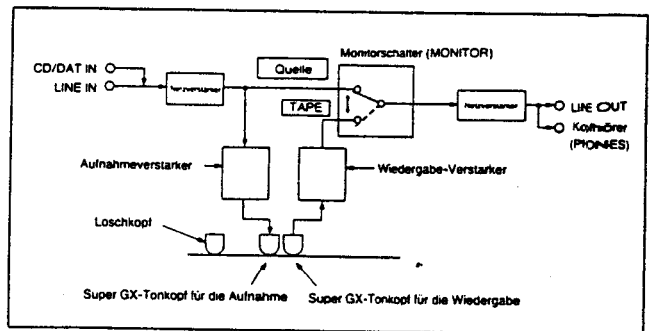 Monitorschalter (MONITOR)
Quelle
CD/DAT IN
LINE IN
TAPE
LINE OUT
Aufnahmeverstarker
Wiedergabe-Verstarker
Loschkopf
Super GX-Tonkopf für die Aufnahme
Super GX-Tonkopf für die Wiedergabe